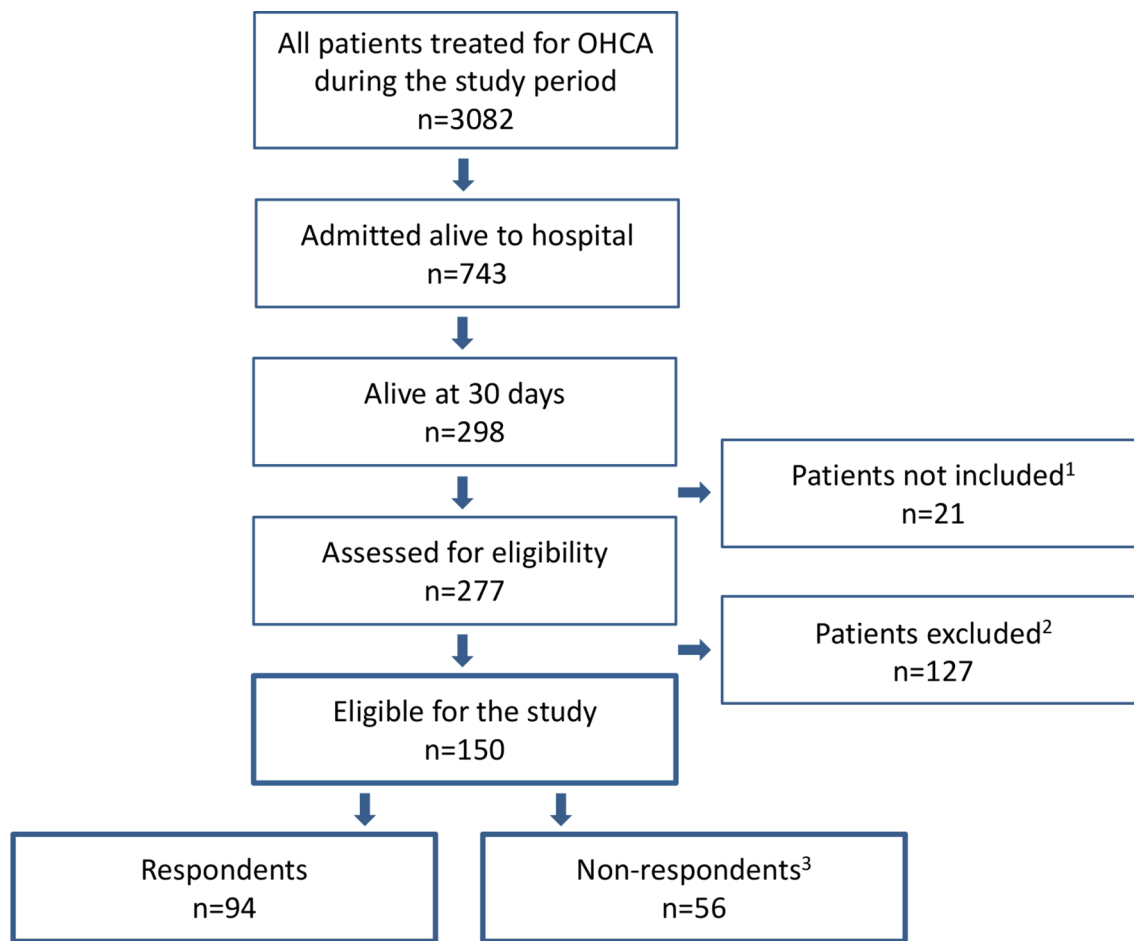 All patients treated for OHCA
during the study period
n=3082
Admitted alive to hospital
n=743
Alive at 30 days
n=298
Patients not included¹
n=21
Assessed for eligibility
n=277
Patients excluded²
n=127
Eligible for the study
n=150
Respondents
n=94
Non-respondents³
n=56